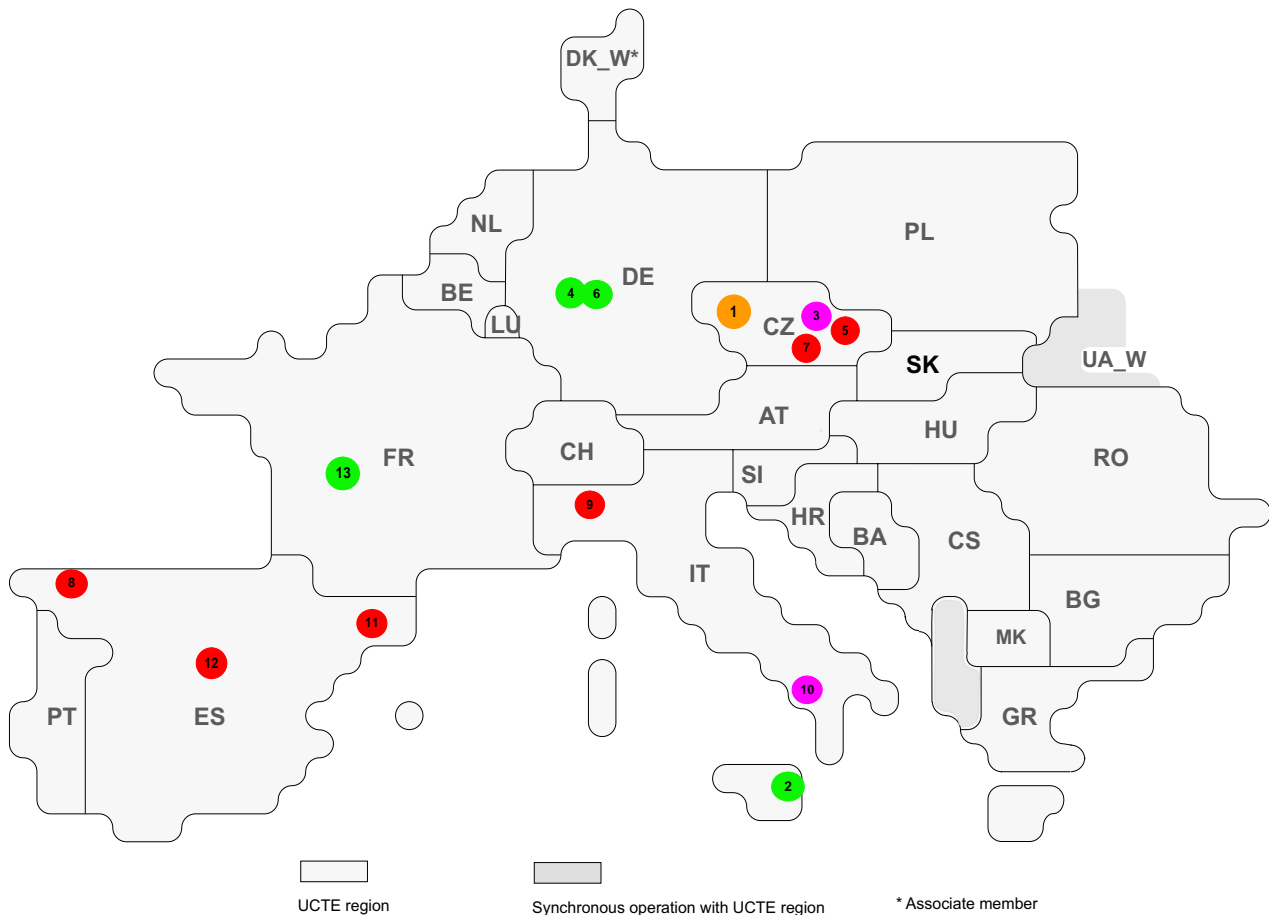 DK_W*
NL
PL
BE
DE
4
6
LU
1
CZ
3
5
7
SK
UA_W
AT
HU
FR
CH
SI
RO
13
9
HR
BA
CS
IT
8
BG
11
MK
12
10
PT
ES
GR
2
UCTE region
Synchronous operation with UCTE region
* Associate member